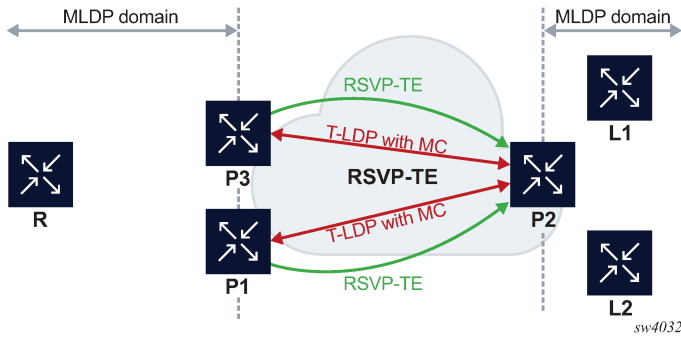 MLDP domain
MLDP domain
RSVP-TE
L1
T-LDP with MC
P3
RSVP-TE
R
P2
T-LDP with MC
P1
RSVP-TE
L2
sw4032